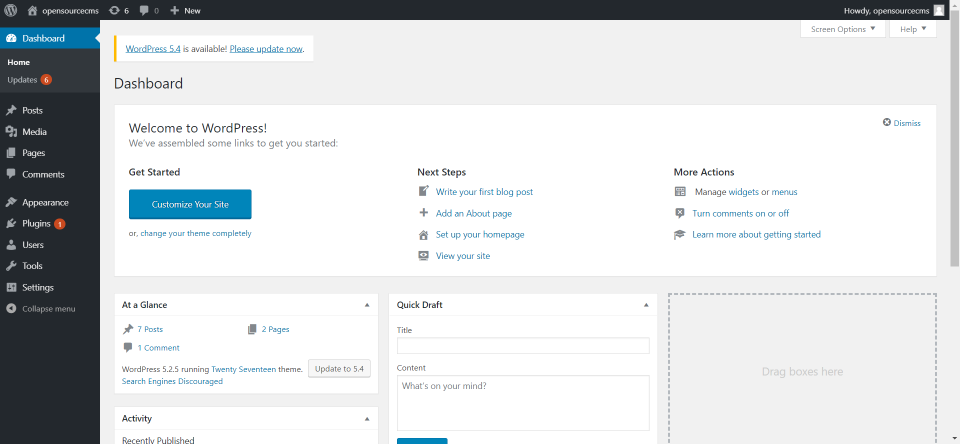 opensourcecms 6 0 New Howdy, opensourcecms
Dashboard
Home
Updates 6
Posts
Media
Pages
Comments
Appearance
Plugins 1
Users
Tools
Settings
Collapse menu
Screen Options Help
WordPress 5.4 is available! Please update now.
Dashboard
Welcome to WordPress!
We've assembled some links to get you started:
Dismiss
Get Started
Customize Your Site
or, change your theme completely
Next Steps
Write your first blog post
Add an About page
Set up your homepage
View your site
More Actions
Manage widgets or menus
Turn comments on or off
Learn more about getting started
At a Glance
7 Posts 2 Pages
1 Comment
WordPress 5.2.5 running Twenty Seventeen theme. Update to 5.4
Search Engines Discouraged
Activity
Recently Published
Quick Draft
Title
Content
What's on your mind?
Drag boxes here